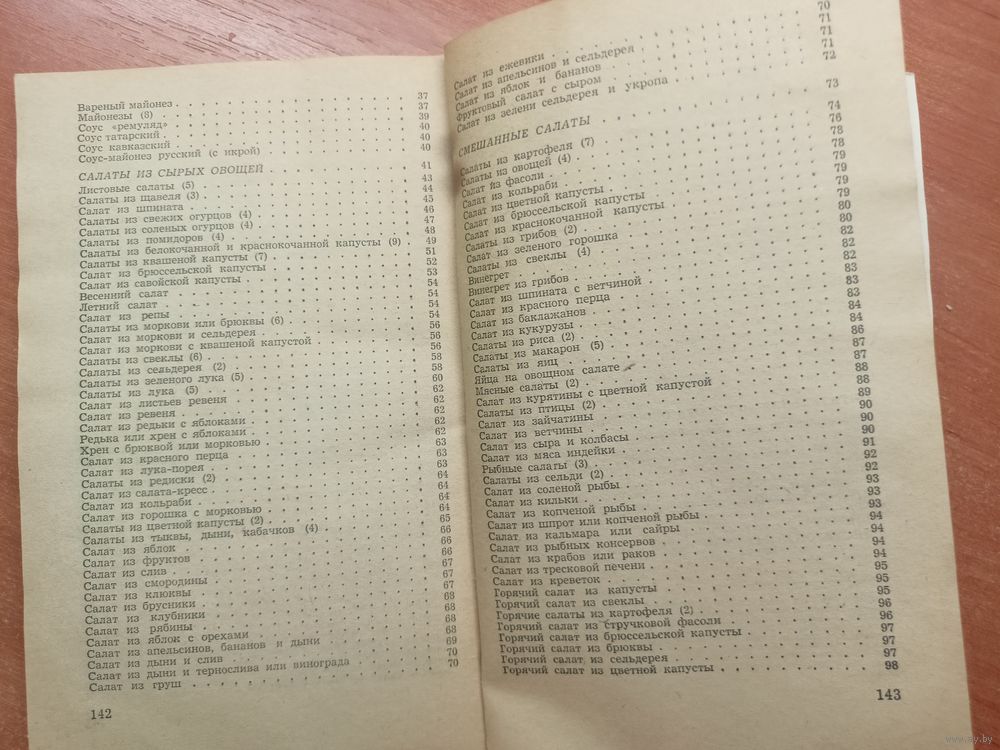 Вареный майонез . . . 37
Майонезы (8) . . . 37
Соус «ремуляд» . . . 39
Соус татарский . . . 40
Соус кавказский . . . 40
Соус-майонез русский (с икрой) . . . 40
САЛАТЫ ИЗ СЫРЫХ ОВОЩЕЙ . . . 41
Листовые салаты (5) . . . 43
Салаты из щавеля (3) . . . 44
Салат из шпината . . . 45
Салаты из свежих огурцов (4) . . . 46
Салаты из соленых огурцов (4) . . . 47
Салаты из помидоров (4) . . . 48
Салаты из белокочанной и краснокочанной капусты (9) . 49
Салаты из квашеной капусты (7) . . . 51
Салат из брюссельской капусты . . . 52
Салат из савойской капусты . . . 53
Весенний салат . . . 54
Летний салат . . . 54
Салат из репы . . . 54
Салаты из моркови или брюквы (6) . . . 54
Салат из моркови и сельдерея . . . 56
Салат из моркови с квашеной капустой . . . 56
Салаты из свеклы (6) . . . 56
Салаты из сельдерея (2) . . . 58
Салаты из зеленого лука (5) . . . 58
Салаты из лука (5) . . . 60
Салат из листьев ревеня . . . 62
Салат из ревеня . . . 62
Салат из редьки с яблоками . . . 62
Редька или хрен с яблоками . . . 62
Хрен с брюквой или морковью . . . 62
Салат из красного перца . . . 63
Салат из лука-порея . . . 63
Салаты из редиски (2) . . . 64
Салат из салата-кресс . . . 64
Салат из кольраби . . . 64
Салат из горошка с морковью . . . 64
Салаты из цветной капусты (2) . . . 64
Салаты из тыквы, дыни, кабачков (4) . . . 65
Салат из яблок . . . 66
Салат из фруктов . . . 66
Салат из слив . . . 66
Салат из смородины . . . 67
Салат из клюквы . . . 67
Салат из брусники . . . 67
Салат из клубники . . . 68
Салат из рябины . . . 68
Салат из яблок с орехами . . . 68
Салат из апельсинов, бананов и дыни . . . 68
Салат из дыни и слив . . . 69
Салат из дыни и тернослива или винограда . . . 70
Салат из груш . . . 70
142
Салат из ежевики . . . 70
Салат из апельсинов и сельдерея . . . 71
Салат из яблок и бананов . . . 71
Фруктовый салат с сыром . . . 71
Салат из зелени сельдерея и укропа . . . 72
СМЕШАННЫЕ САЛАТЫ . . . 73
Салаты из картофеля (7) . . . 74
Салаты из овощей (4) . . . 76
Салат из фасоли . . . 78
Салат из кольраби . . . 78
Салат из цветной капусты . . . 79
Салат из брюссельской капусты . . . 79
Салат из краснокочанной капусты . . . 79
Салаты из грибов (2) . . . 79
Салат из зеленого горошка . . . 80
Салаты из свеклы (4) . . . 80
Винегрет . . . 82
Винегрет из грибов . . . 82
Салат из шпината с ветчиной . . . 82
Салат из красного перца . . . 83
Салат из баклажанов . . . 83
Салат из кукурузы . . . 83
Салаты из риса (2) . . . 84
Салаты из макарон (5) . . . 84
Салаты из яиц . . . 86
Яйца на овощном салате . . . 87
Мясные салаты (2) . . . 87
Салат из курятины с цветной капустой . . . 88
Салаты из птицы (2) . . . 88
Салат из зайчатины . . . 89
Салат из ветчины . . . 90
Салат из сыра и колбасы . . . 90
Салат из мяса индейки . . . 90
Рыбные салаты (3) . . . 91
Салаты из сельди (2) . . . 92
Салат из соленой рыбы . . . 92
Салат из кильки . . . 93
Салат из копченой рыбы . . . 93
Салат из шпрот или копченой рыбы . . . 93
Салат из кальмара или сайры . . . 94
Салат из рыбных консервов . . . 94
Салат из крабов или раков . . . 94
Салат из тресковой печени . . . 94
Салат из креветок . . . 95
Горячий салат из капусты . . . 95
Горячий салат из свеклы . . . 95
Горячие салаты из картофеля (2) . . . 96
Горячий салат из стручковой фасоли . . . 96
Горячий салат из брюссельской капусты . . . 97
Горячий салат из брюквы . . . 97
Горячий салат из сельдерея . . . 97
Горячий салат из цветной капусты . . . 98
143
www.ay.by